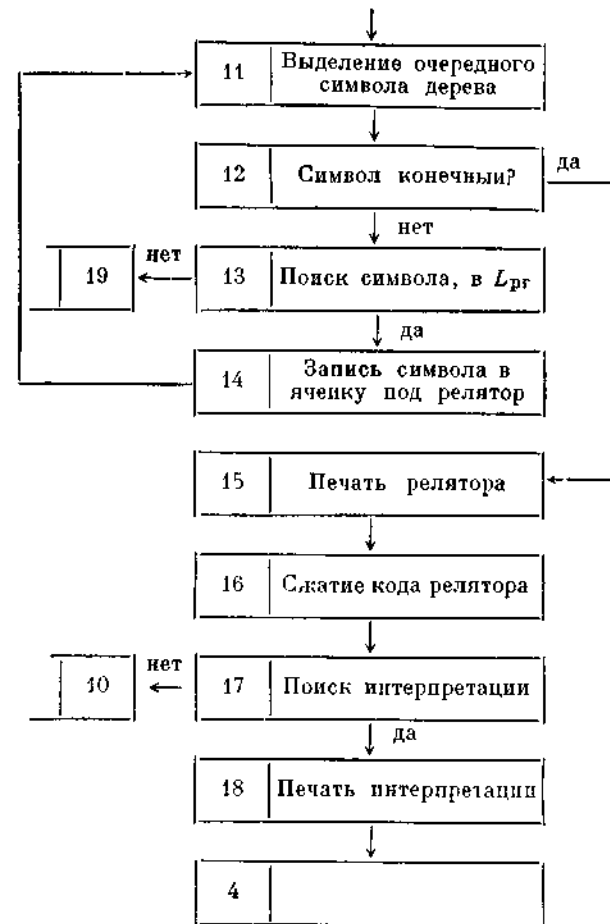 11 Выделение очередного
символа дерева
12 Символ конечный? да
нет
19 нет 13 Поиск символа, в Lpr
да
14 Запись символа в
ячейку под релятор
15 Печать релятора
16 Сжатие кода релятора
10 нет 17 Поиск интерпретации
да
18 Печать интерпретации
4